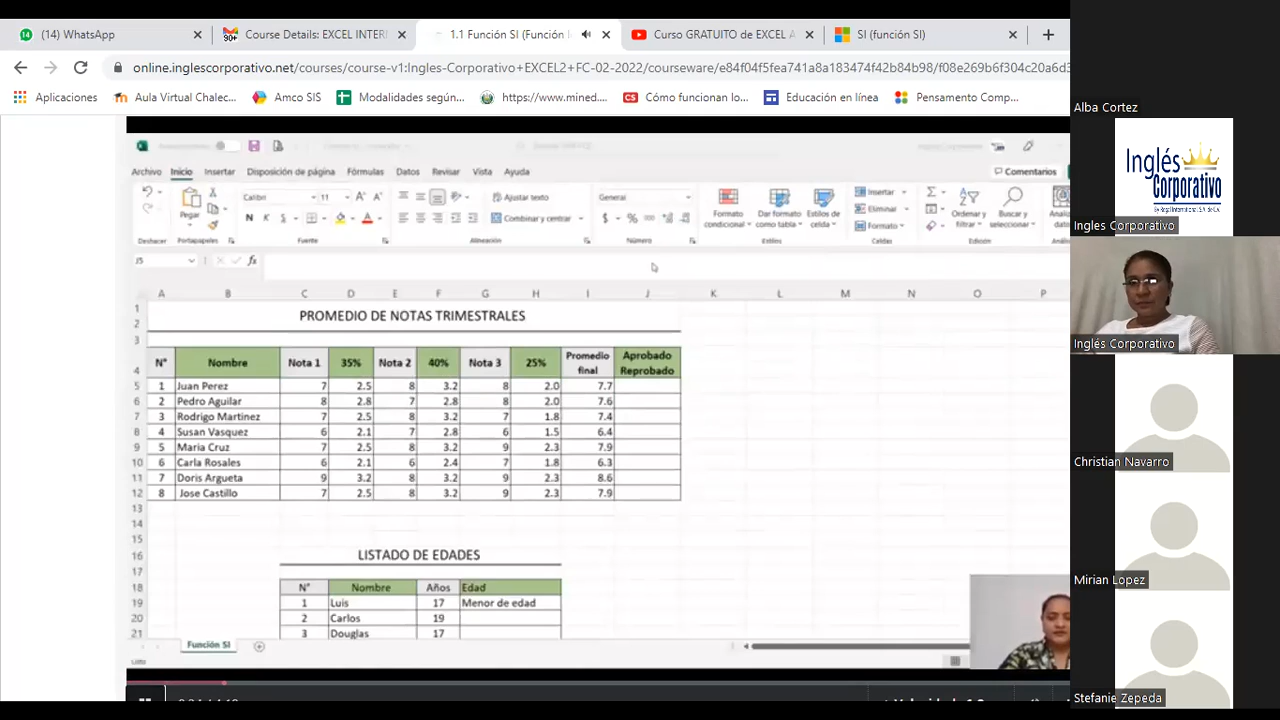 (14) WhatsApp
Course Details: EXCEL INTER
1.1 Función SI (Función
Curso GRATUITO de EXCEL A
SI (función SI)
online.inglescorporativo.net/courses/course-v1:Ingles-Corporativo+EXCEL2+FC-02-2022/courseware/e84f04f5fea741a8a183474f42b84b98/f08e269b6f304c20a6d
Aplicaciones
Aula Virtual Chalec...
Amco SIS
Modalidades según...
https://www.mined....
Cómo funcionan lo...
Educación en línea
Pensamento Comp...
Archivo Inicio Insertar Disposición de página Fórmulas Datos Revisar Vista Ayuda
Comentarios
Pegar
Calibri 11
Ajustar texto
Combinar y centrar
General
Formato condicional
Dar formato como tabla
Estilos de celda
Insertar
Eliminar
Formato
Ordenar y filtrar
Buscar y seleccionar
Deshacer Portapapeles Fuente Alineación Número Estilos Celdas Edición
J5
A B C D E F G H I J K L M N O P
PROMEDIO DE NOTAS TRIMESTRALES
N° Nombre Nota 1 35% Nota 2 40% Nota 3 25% Promedio final Aprobado Reprobado
1 Juan Perez 7 2.5 8 3.2 8 2.0 7.7
2 Pedro Aguilar 8 2.8 7 2.8 8 2.0 7.6
3 Rodrigo Martinez 7 2.5 8 3.2 7 1.8 7.4
4 Susan Vasquez 6 2.1 7 2.8 6 1.5 6.4
5 Maria Cruz 7 2.5 8 3.2 9 2.3 7.9
6 Carla Rosales 6 2.1 6 2.4 7 1.8 6.3
7 Doris Argueta 9 3.2 8 3.2 9 2.3 8.6
8 Jose Castillo 7 2.5 8 3.2 9 2.3 7.9
LISTADO DE EDADES
N° Nombre Años Edad
1 Luis 17 Menor de edad
2 Carlos 19
3 Douglas 17
Función SI
Alba Cortez
Inglés
Corporativo
Ingles Corporativo
Inglés Corporativo
Christian Navarro
Mirian Lopez
Stefanie Zepeda